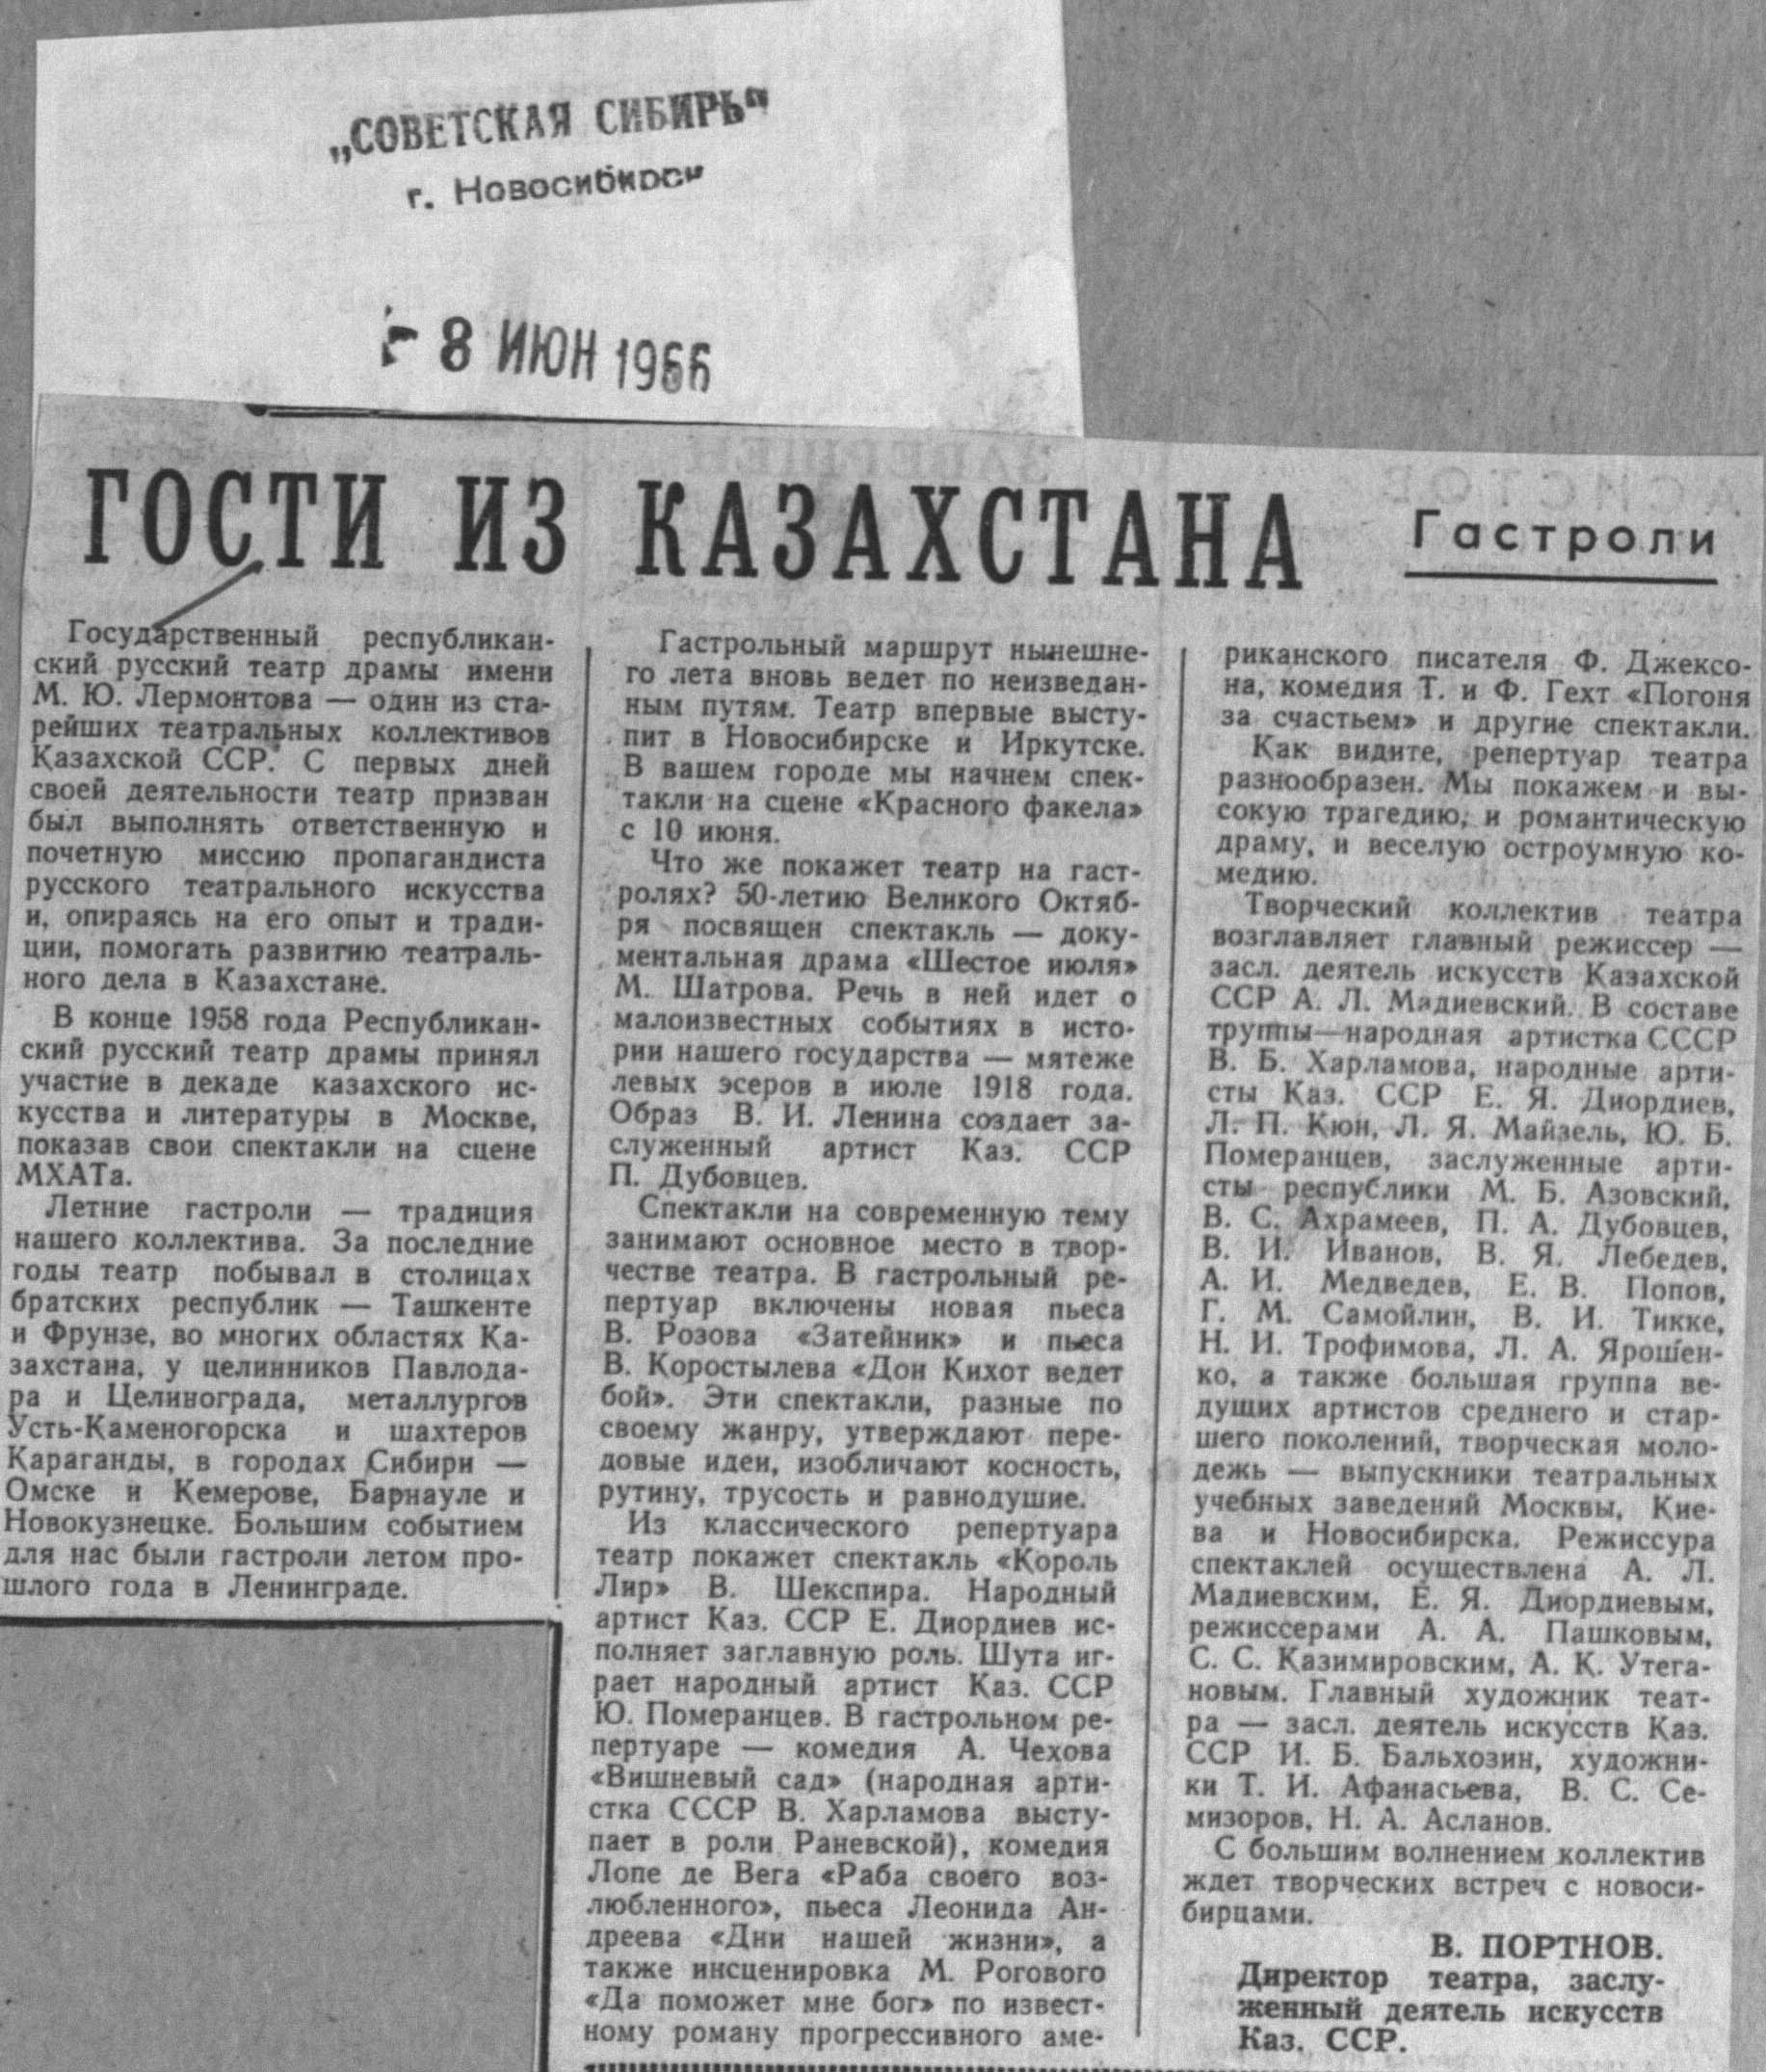 „СОВЕТСКАЯ СИБИРЬ"
г. Новосибирск
- 8 ИЮН 1966
ГОСТИ ИЗ КАЗАХСТАНА
Гастроли
Государственный республикан-
ский русский театр драмы имени
М. Ю. Лермонтова — один из ста-
рейших театральных коллективов
Казахской ССР. С первых дней
своей деятельности театр призван
был выполнять ответственную и
почетную миссию пропагандиста
русского театрального искусства
и, опираясь на его опыт и тради-
ции, помогать развитию театраль-
ного дела в Казахстане.
В конце 1958 года Республикан-
ский русский театр драмы принял
участие в декаде казахского ис-
кусства и литературы в Москве,
показав свои спектакли на сцене
МХАТа.
Летние гастроли — традиция
нашего коллектива. За последние
годы театр побывал в столицах
братских республик — Ташкенте
и Фрунзе, во многих областях Ка-
захстана, у целинников Павлода-
ра и Целинограда, металлургов
Усть-Каменогорска и шахтеров
Караганды, в городах Сибири —
Омске и Кемерове, Барнауле и
Новокузнецке. Большим событием
для нас были гастроли летом про-
шлого года в Ленинграде.
Гастрольный маршрут нынешне-
го лета вновь ведет по неизведан-
ным путям. Театр впервые высту-
пит в Новосибирске и Иркутске.
В вашем городе мы начнем спек-
такли на сцене «Красного факела»
с 10 июня.
Что же покажет театр на гаст-
ролях? 50-летию Великого Октяб-
ря посвящен спектакль — доку-
ментальная драма «Шестое июля»
М. Шатрова. Речь в ней идет о
малоизвестных событиях в исто-
рии нашего государства — мятеже
левых эсеров в июле 1918 года.
Образ В. И. Ленина создает за-
служенный артист Каз. ССР
П. Дубовцев.
Спектакли на современную тему
занимают основное место в твор-
честве театра. В гастрольный ре-
пертуар включены новая пьеса
В. Розова «Затейник» и пьеса
В. Коростылева «Дон Кихот ведет
бой». Эти спектакли, разные по
своему жанру, утверждают пере-
довые идеи, изобличают косность,
рутину, трусость и равнодушие.
Из классического репертуара
театр покажет спектакль «Король
Лир» В. Шекспира. Народный
артист Каз. ССР Е. Диордиев ис-
полняет заглавную роль. Шута иг-
рает народный артист Каз. ССР
Ю. Померанцев. В гастрольном ре-
пертуаре — комедия А. Чехова
«Вишневый сад» (народная арти-
стка СССР В. Харламова высту-
пает в роли Раневской), комедия
Лопе де Вега «Раба своего воз-
любленного», пьеса Леонида Ан-
дреева «Дни нашей жизни», а
также инсценировка М. Рогового
«Да поможет мне бог» по извест-
ному роману прогрессивного аме-
риканского писателя Ф. Джексо-
на, комедия Т. и Ф. Гехт «Погоня
за счастьем» и другие спектакли.
Как видите, репертуар театра
разнообразен. Мы покажем и вы-
сокую трагедию, и романтическую
драму, и веселую остроумную ко-
медию.
Творческий коллектив театра
возглавляет главный режиссер —
засл. деятель искусств Казахской
ССР А. Л. Мадиевский. В составе
труппы—народная артистка СССР
В. Б. Харламова, народные арти-
сты Каз. ССР Е. Я. Диордиев,
Л. П. Кюн, Л. Я. Майзель, Ю. Б.
Померанцев, заслуженные арти-
сты республики М. Б. Азовский,
В. С. Ахрамеев, П. А. Дубовцев,
В. И. Иванов, В. Я. Лебедев,
А. И. Медведев, Е. В. Попов,
Г. М. Самойлин, В. И. Тикке,
Н. И. Трофимова, Л. А. Ярошен-
ко, а также большая группа ве-
дущих артистов среднего и стар-
шего поколений, творческая моло-
дежь — выпускники театральных
учебных заведений Москвы, Кие-
ва и Новосибирска. Режиссура
спектаклей осуществлена А. Л.
Мадиевским, Е. Я. Диордиевым,
режиссерами А. А. Пашковым,
С. С. Казимировским, А. К. Утега-
новым. Главный художник теат-
ра — засл. деятель искусств Каз.
ССР И. Б. Бальхозин, художни-
ки Т. И. Афанасьева, В. С. Се-
мизоров, Н. А. Асланов.
С большим волнением коллектив
ждет творческих встреч с новоси-
бирцами.
В. ПОРТНОВ.
Директор театра, заслу-
женный деятель искусств
Каз. ССР.